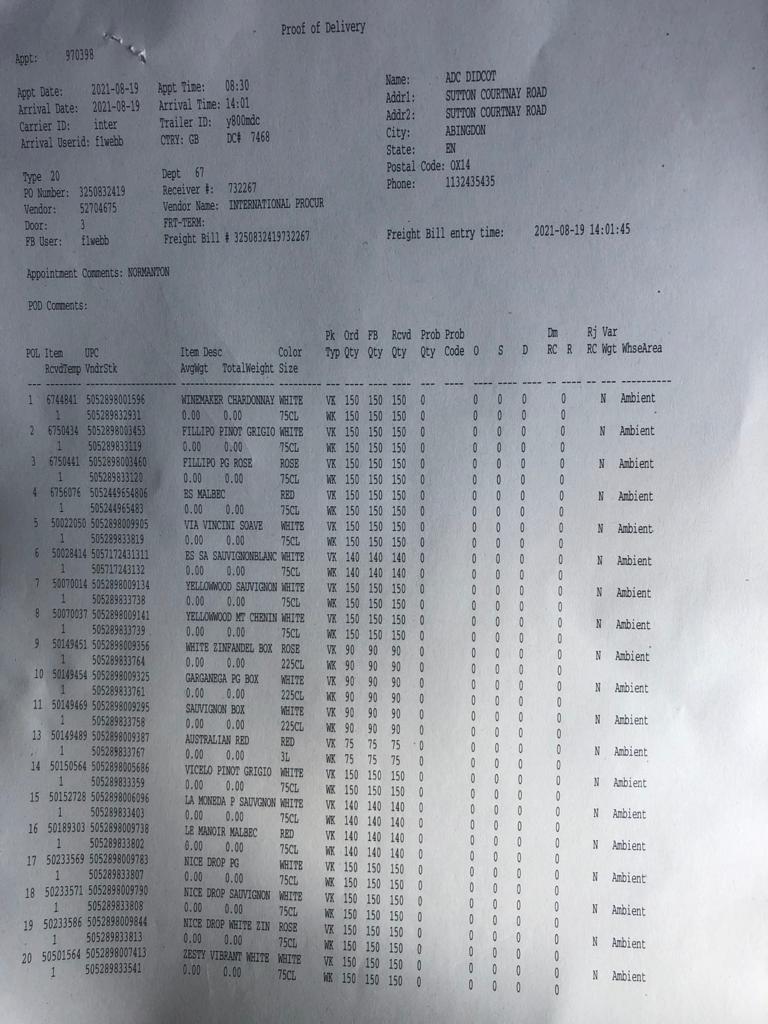 Proof of Delivery
Appt: 970398
Appt Date: 2021-08-19 Appt Time: 08:30 Name: ADC DIDCOT
Arrival Date: 2021-08-19 Arrival Time: 14:01 Addr1: SUTTON COURTNAY ROAD
Carrier ID: inter Trailer ID: y800mdc Addr2: SUTTON COURTNAY ROAD
Arrival Userid: flwebb CTRY: GB DC# 7468 City: ABINGDON
State: EN
Type 20 Dept 67 Postal Code: OX14
PO Number: 3250832419 Receiver #: 732267 Phone: 1132435435
Vendor: 52704675 Vendor Name: INTERNATIONAL PROCUR
Door: 3 FRT-TERM:
FB User: flwebb Freight Bill # 3250832419732267 Freight Bill entry time: 2021-08-19 14:01:45
Appointment Comments: NORMANTON
POD Comments:
Pk Ord FB Rcvd Prob Prob Dm Rj Var
POL Item UPC Item Desc Color Typ Qty Qty Qty Qty Code O S D RC R RC Wgt WhseArea
RcvdTemp VndrStk AvgWgt TotalWeight Size
1 6744841 5052898001596 WINEMAKER CHARDONNAY WHITE VK 150 150 150 0 0 0 0 0 N Ambient
1 505289832931 0.00 0.00 75CL WK 150 150 150 0 0 0 0 0
2 6750434 5052898003453 FILLIPO PINOT GRIGIO WHITE VK 150 150 150 0 0 0 0 0 N Ambient
1 505289833119 0.00 0.00 75CL WK 150 150 150 0 0 0 0 0
3 6750441 5052898003460 FILLIPO PG ROSE ROSE VK 150 150 150 0 0 0 0 0 N Ambient
1 505289833120 0.00 0.00 75CL WK 150 150 150 0 0 0 0 0
4 6756076 5052449654806 ES MALBEC RED VK 150 150 150 0 0 0 0 0 N Ambient
1 505244965483 0.00 0.00 75CL WK 150 150 150 0 0 0 0 0
5 50022050 5052898009905 VIA VINCINI SOAVE WHITE VK 150 150 150 0 0 0 0 0 N Ambient
1 505289833819 0.00 0.00 75CL WK 150 150 150 0 0 0 0 0
6 50028414 5057172431311 ES SA SAUVIGNONBLANC WHITE VK 140 140 140 0 0 0 0 0 N Ambient
1 505717243132 0.00 0.00 75CL WK 140 140 140 0 0 0 0 0
7 50070014 5052898009134 YELLOWWOOD SAUVIGNON WHITE VK 150 150 150 0 0 0 0 0 N Ambient
1 505289833738 0.00 0.00 75CL WK 150 150 150 0 0 0 0 0
8 50070037 5052898009141 YELLOWWOOD MT CHENIN WHITE VK 150 150 150 0 0 0 0 0 N Ambient
1 505289833739 0.00 0.00 75CL WK 150 150 150 0 0 0 0 0
9 50149451 5052898009356 WHITE ZINFANDEL BOX ROSE VK 90 90 90 0 0 0 0 0 N Ambient
1 505289833764 0.00 0.00 225CL WK 90 90 90 0 0 0 0 0
10 50149454 5052898009325 GARGANEGA PG BOX WHITE VK 90 90 90 0 0 0 0 0 N Ambient
1 505289833761 0.00 0.00 225CL WK 90 90 90 0 0 0 0 0
11 50149469 5052898009295 SAUVIGNON BOX WHITE VK 90 90 90 0 0 0 0 0 N Ambient
1 505289833758 0.00 0.00 225CL WK 90 90 90 0 0 0 0 0
13 50149489 5052898009387 AUSTRALIAN RED RED VK 75 75 75 0 0 0 0 0 N Ambient
1 505289833767 0.00 0.00 3L WK 75 75 75 0 0 0 0 0
14 50150564 5052898005686 VICELO PINOT GRIGIO WHITE VK 150 150 150 0 0 0 0 0 N Ambient
1 505289833359 0.00 0.00 75CL WK 150 150 150 0 0 0 0 0
15 50152728 5052898006096 LA MONEDA P SAUVGNON WHITE VK 140 140 140 0 0 0 0 0 N Ambient
1 505289833403 0.00 0.00 75CL WK 140 140 140 0 0 0 0 0
16 50189303 5052898009738 LE MANOIR MALBEC RED VK 140 140 140 0 0 0 0 0 N Ambient
1 505289833802 0.00 0.00 75CL WK 140 140 140 0 0 0 0 0
17 50233569 5052898009783 NICE DROP PG WHITE VK 150 150 150 0 0 0 0 0 N Ambient
1 505289833807 0.00 0.00 75CL WK 150 150 150 0 0 0 0 0
18 50233571 5052898009790 NICE DROP SAUVIGNON WHITE VK 150 150 150 0 0 0 0 0 N Ambient
1 505289833808 0.00 0.00 75CL WK 150 150 150 0 0 0 0 0
19 50233586 5052898009844 NICE DROP WHITE ZIN ROSE VK 150 150 150 0 0 0 0 0 N Ambient
1 505289833813 0.00 0.00 75CL WK 150 150 150 0 0 0 0 0
20 50501564 5052898007413 ZESTY VIBRANT WHITE WHITE VK 150 150 150 0 0 0 0 0 N Ambient
1 505289833541 0.00 0.00 75CL WK 150 150 150 0 0 0 0 0